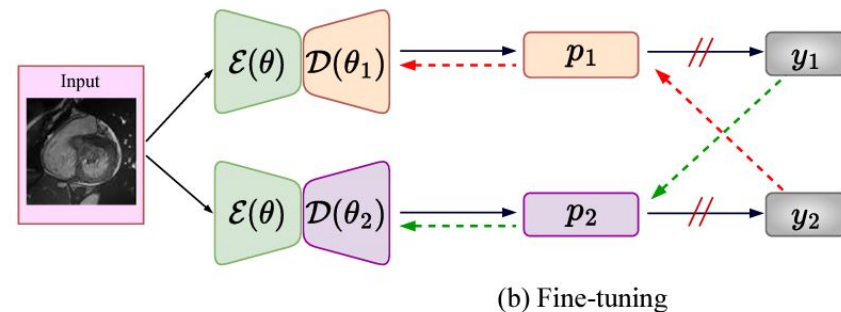 Input
ℰ(θ) 𝒟(θ₁) p₁ // y₁
ℰ(θ) 𝒟(θ₂) p₂ // y₂
(b) Fine-tuning